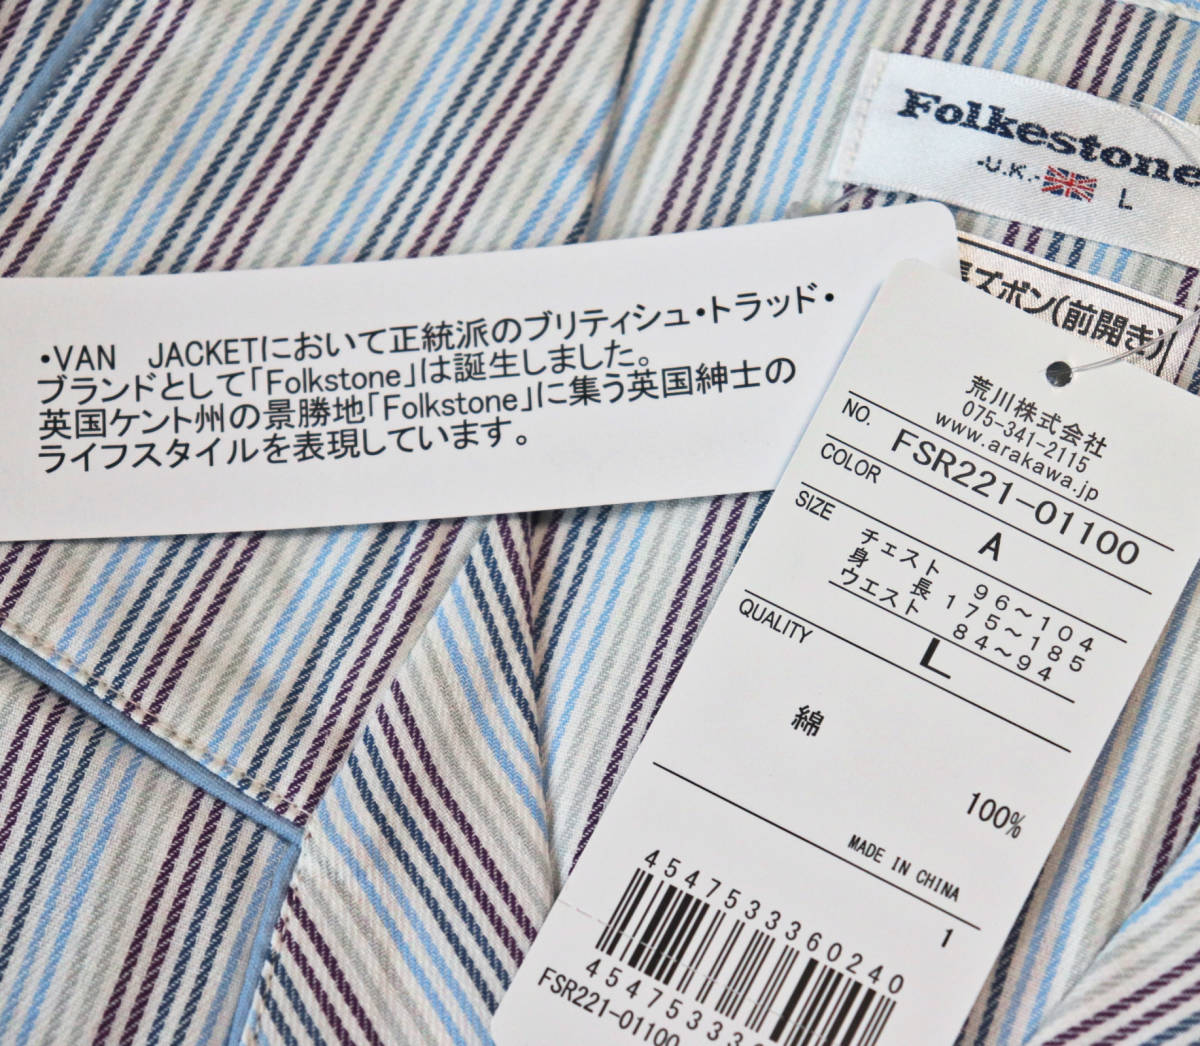 Folkestone
-U.K.- L
長ズボン(前開き)
・VAN JACKETにおいて正統派のブリティシュ・トラッド・
ブランドとして「Folkstone」は誕生しました。
英国ケント州の景勝地「Folkstone」に集う英国紳士の
ライフスタイルを表現しています。
荒川株式会社
075-341-2115
www.arakawa.jp
NO. FSR221-01100
COLOR A
SIZE
チェスト 96～104
身長 175～185
ウエスト 84～94
L
QUALITY
綿 100%
MADE IN CHINA
1
4547533360240
FSR221-01100